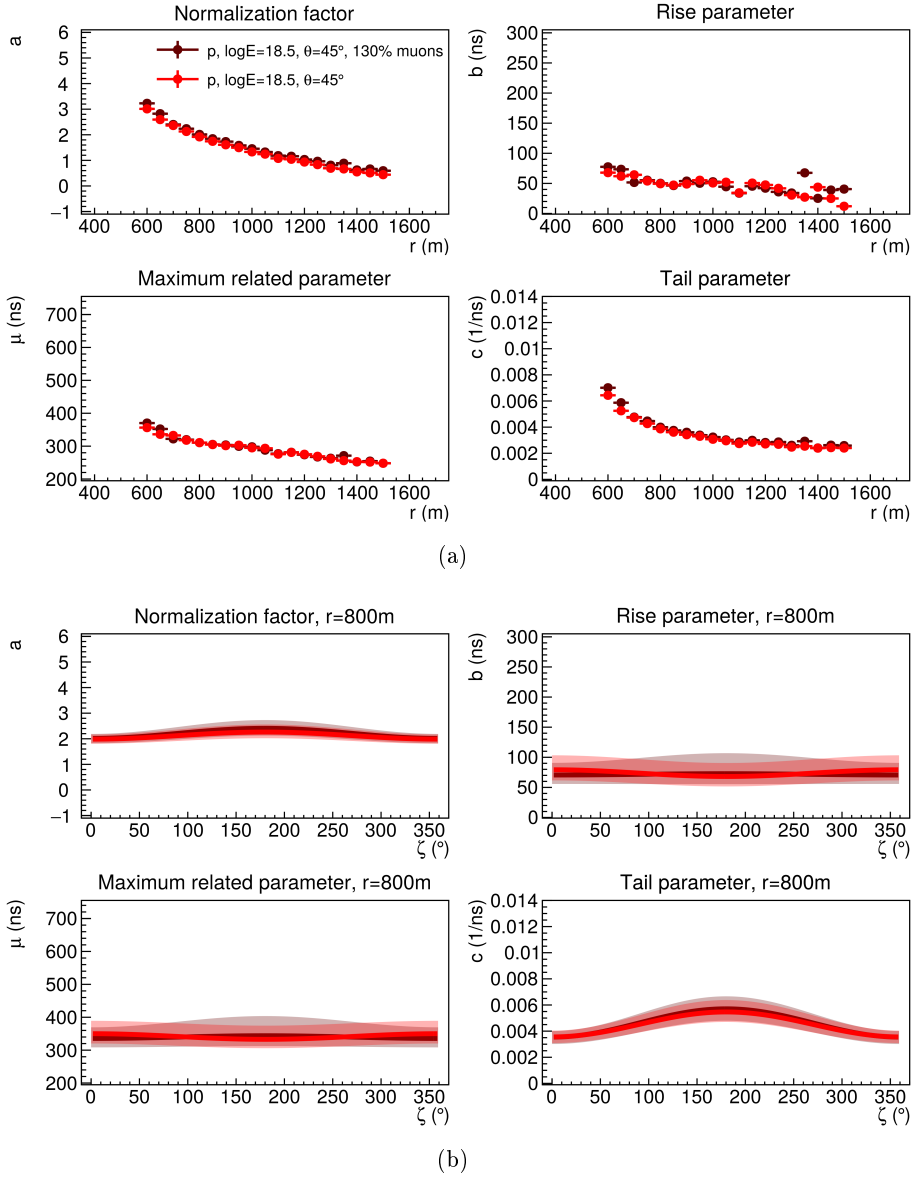 Normalization factor
a
6
5
4
3
2
1
0
−1
p, logE=18.5, θ=45°, 130% muons
p, logE=18.5, θ=45°
400 600 800 1000 1200 1400 1600
r (m)
Rise parameter
b (ns)
300
250
200
150
100
50
0
400 600 800 1000 1200 1400 1600
r (m)
Maximum related parameter
μ (ns)
700
600
500
400
300
200
400 600 800 1000 1200 1400 1600
r (m)
Tail parameter
c (1/ns)
0.014
0.012
0.01
0.008
0.006
0.004
0.002
0
400 600 800 1000 1200 1400 1600
r (m)
(a)
Normalization factor, r=800m
a
6
5
4
3
2
1
0
−1
0 50 100 150 200 250 300 350
ζ (°)
Rise parameter, r=800m
b (ns)
300
250
200
150
100
50
0
0 50 100 150 200 250 300 350
ζ (°)
Maximum related parameter, r=800m
μ (ns)
700
600
500
400
300
200
0 50 100 150 200 250 300 350
ζ (°)
Tail parameter, r=800m
c (1/ns)
0.014
0.012
0.01
0.008
0.006
0.004
0.002
0
0 50 100 150 200 250 300 350
ζ (°)
(b)